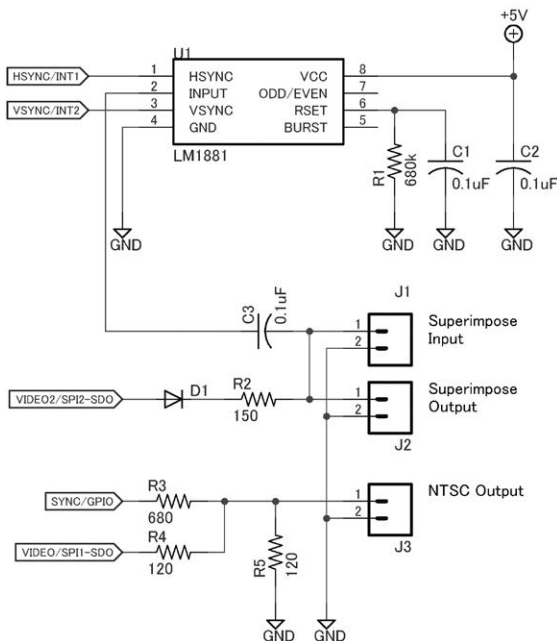 +5V
U1
HSYNC/INT1
1
HSYNC
VCC
8
2
INPUT
ODD/EVEN
7
VSYNC/INT2
3
VSYNC
RSET
6
4
GND
BURST
5
LM1881
R1
680k
C1
0.1uF
C2
0.1uF
GND
GND
GND
GND
C3
0.1uF
J1
1
2
Superimpose
Input
VIDEO2/SPI2-SDO
D1
R2
150
1
2
Superimpose
Output
J2
SYNC/GPIO
R3
680
1
2
NTSC Output
J3
VIDEO/SPI1-SDO
R4
120
R5
120
GND
GND